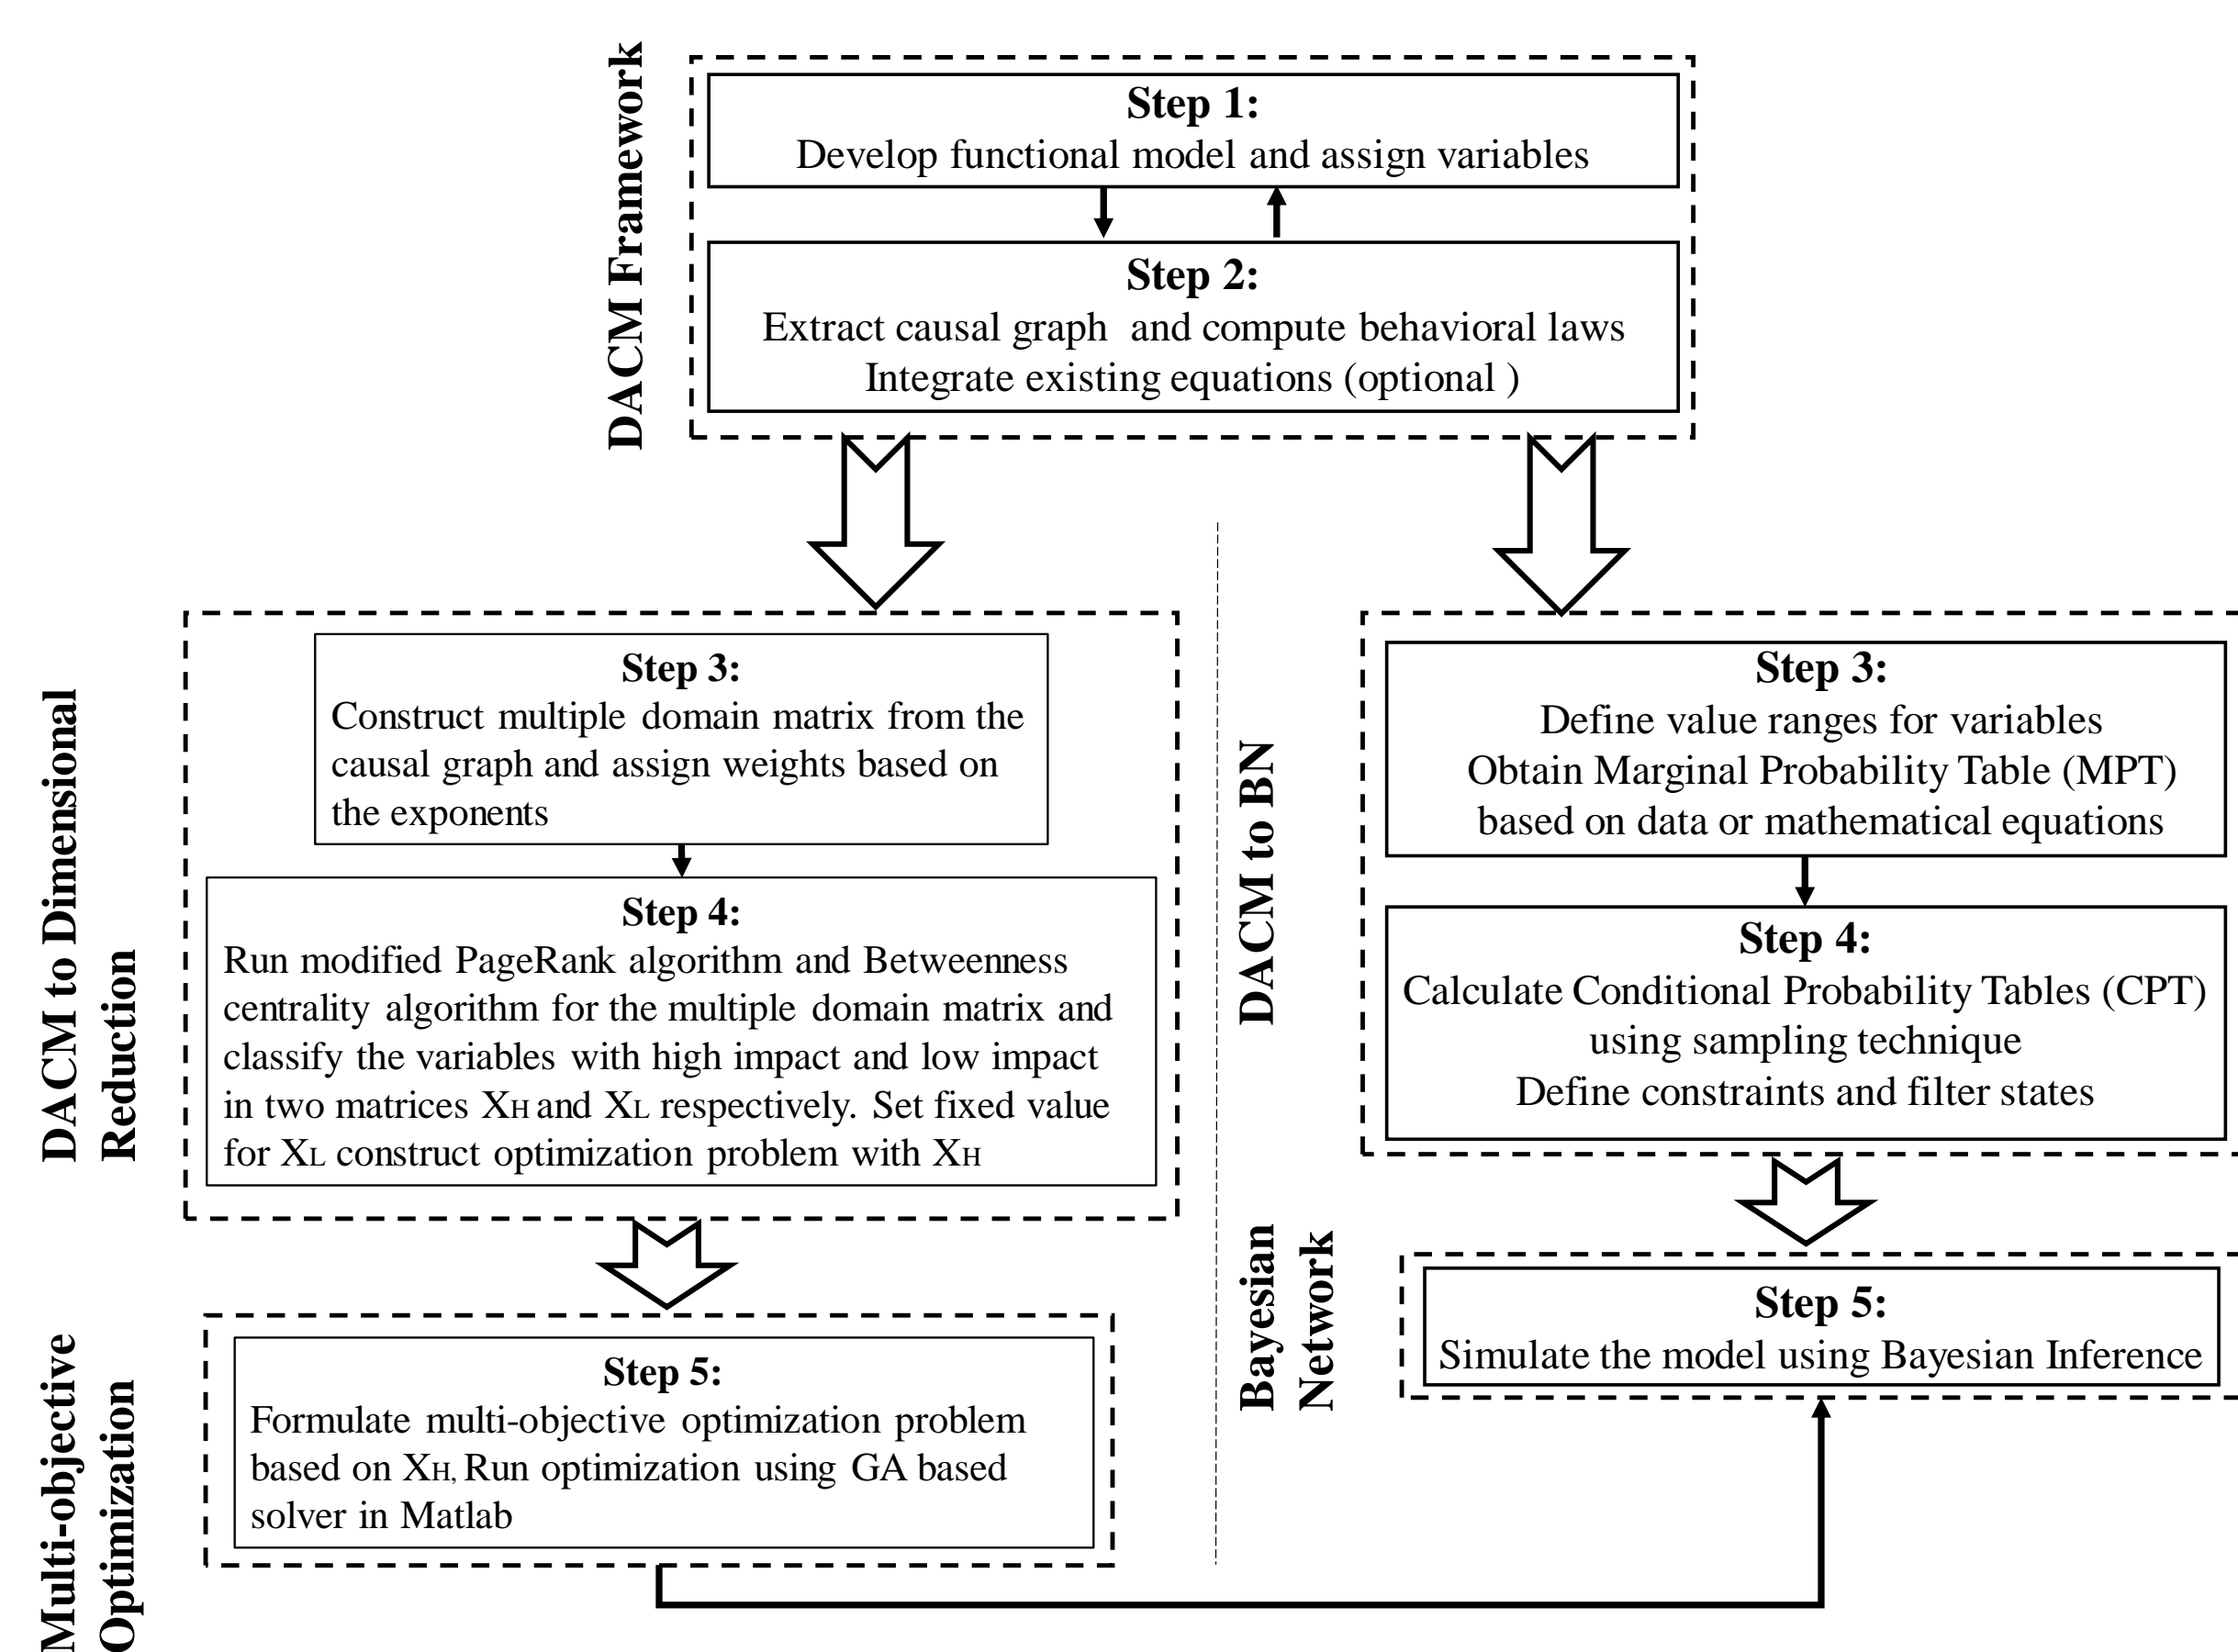 DACM Framework
Step 1:
Develop functional model and assign variables
Step 2:
Extract causal graph and compute behavioral laws
Integrate existing equations (optional )
DACM to Dimensional
Reduction
Step 3:
Construct multiple domain matrix from the
causal graph and assign weights based on
the exponents
Step 4:
Run modified PageRank algorithm and Betweenness
centrality algorithm for the multiple domain matrix and
classify the variables with high impact and low impact
in two matrices XH and XL respectively. Set fixed value
for XL construct optimization problem with XH
Multi-objective
Optimization
Step 5:
Formulate multi-objective optimization problem
based on XH, Run optimization using GA based
solver in Matlab
DACM to BN
Step 3:
Define value ranges for variables
Obtain Marginal Probability Table (MPT)
based on data or mathematical equations
Step 4:
Calculate Conditional Probability Tables (CPT)
using sampling technique
Define constraints and filter states
Bayesian
Network
Step 5:
Simulate the model using Bayesian Inference